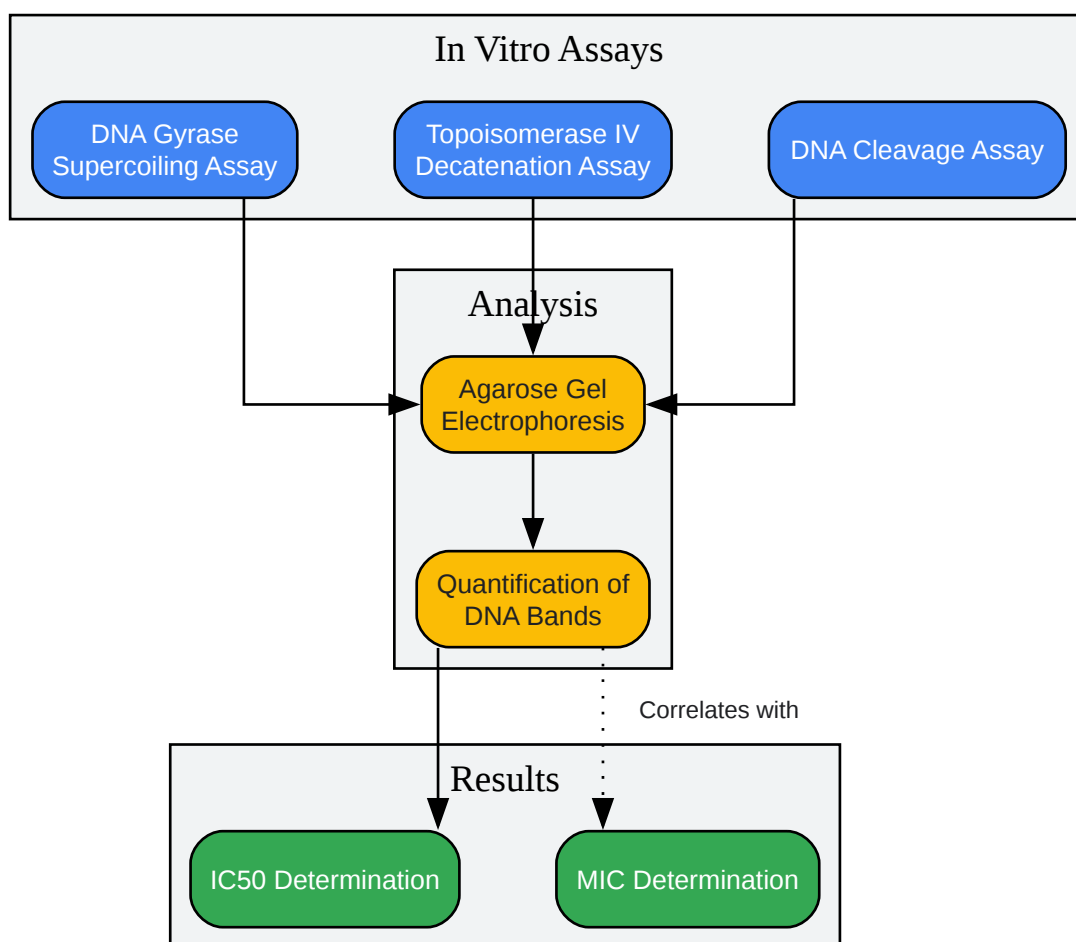 In Vitro Assays
DNA Gyrase
Supercoiling Assay
Topoisomerase IV
Decatenation Assay
DNA Cleavage Assay
Analysis
Agarose Gel
Electrophoresis
Quantification of
DNA Bands
Correlates with
Results
IC50 Determination
MIC Determination